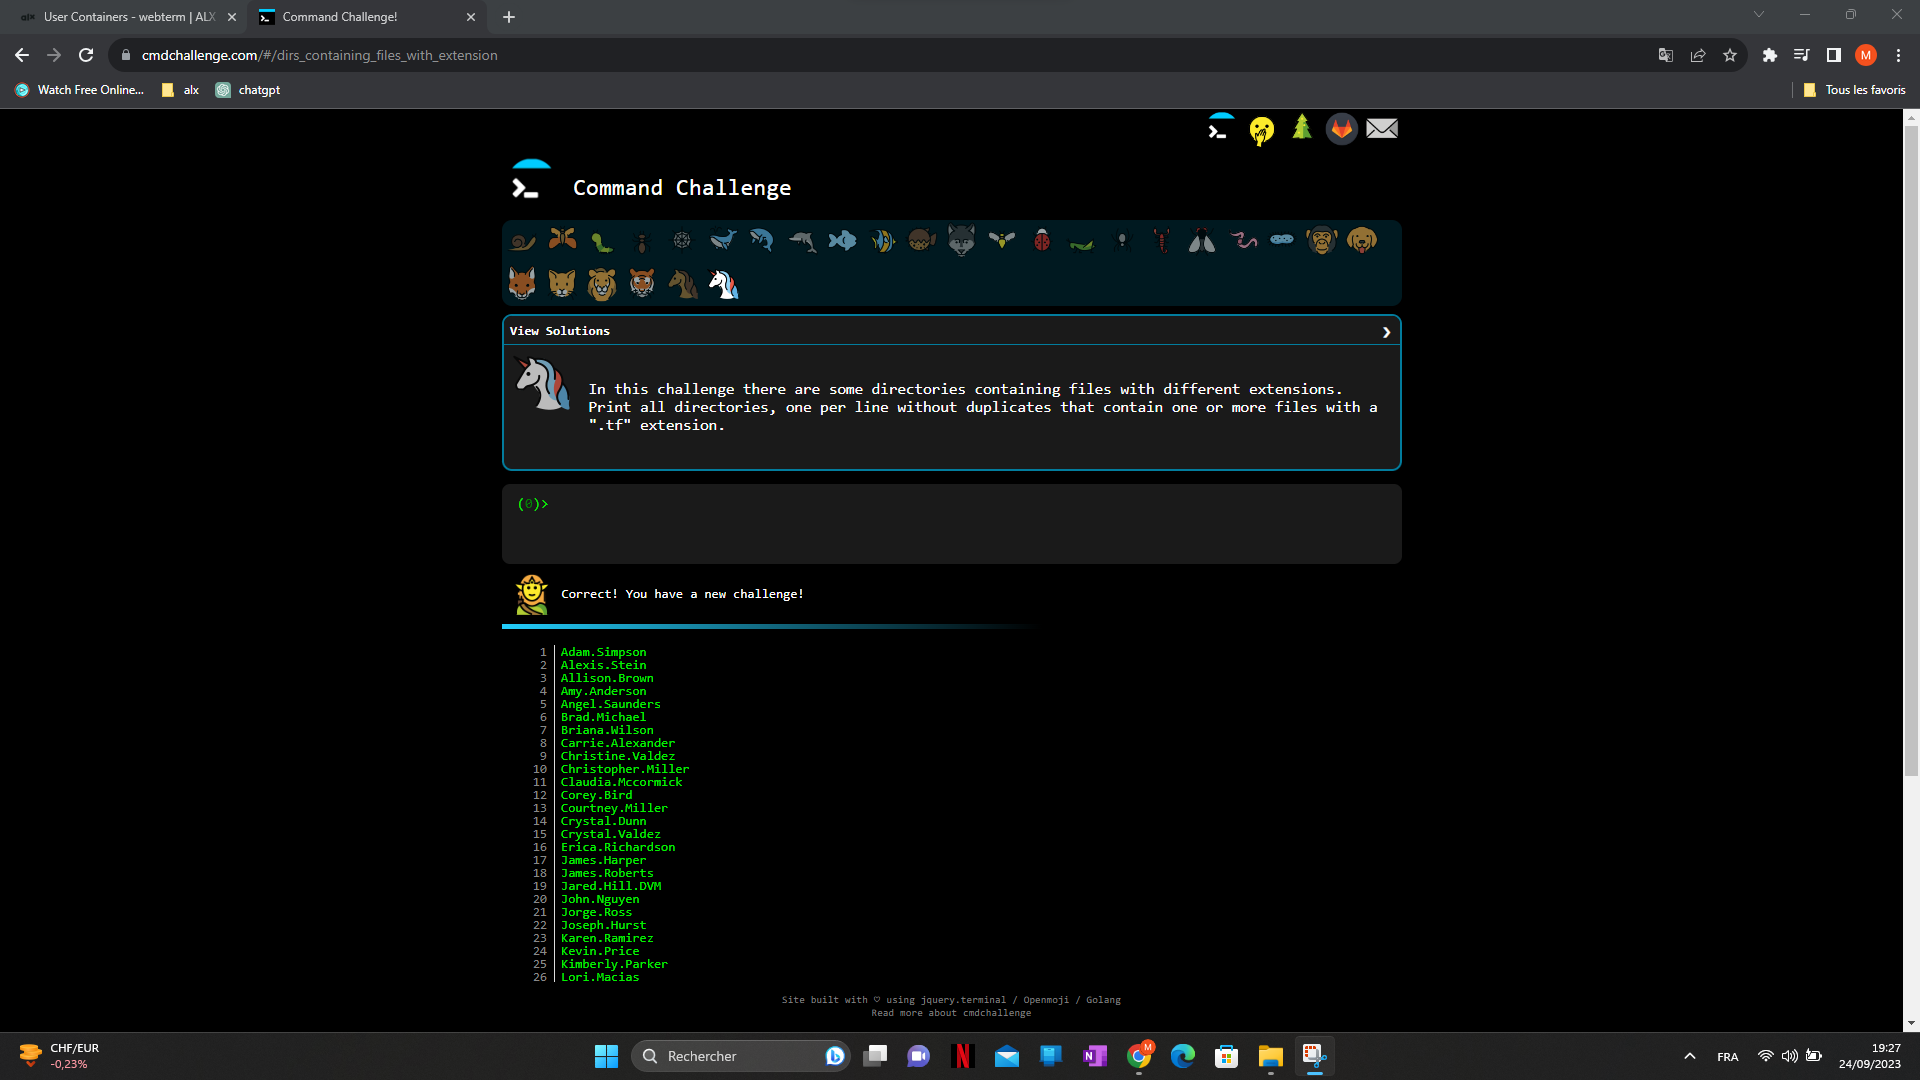 alx User Containers - webterm | ALX
Command Challenge!
cmdchallenge.com/#/dirs_containing_files_with_extension
M
Watch Free Online...
alx
chatgpt
Tous les favoris
Command Challenge
View Solutions
In this challenge there are some directories containing files with different extensions.
Print all directories, one per line without duplicates that contain one or more files with a
".tf" extension.
(0)>
Correct! You have a new challenge!
1 Adam.Simpson
2 Alexis.Stein
3 Allison.Brown
4 Amy.Anderson
5 Angel.Saunders
6 Brad.Michael
7 Briana.Wilson
8 Carrie.Alexander
9 Christine.Valdez
10 Christopher.Miller
11 Claudia.Mccormick
12 Corey.Bird
13 Courtney.Miller
14 Crystal.Dunn
15 Crystal.Valdez
16 Erica.Richardson
17 James.Harper
18 James.Roberts
19 Jared.Hill.DVM
20 John.Nguyen
21 Jorge.Ross
22 Joseph.Hurst
23 Karen.Ramirez
24 Kevin.Price
25 Kimberly.Parker
26 Lori.Macias
Site built with ♡ using jquery.terminal / Openmoji / Golang
Read more about cmdchallenge
CHF/EUR
-0,23%
Rechercher
N
N
M
FRA
19:27
24/09/2023